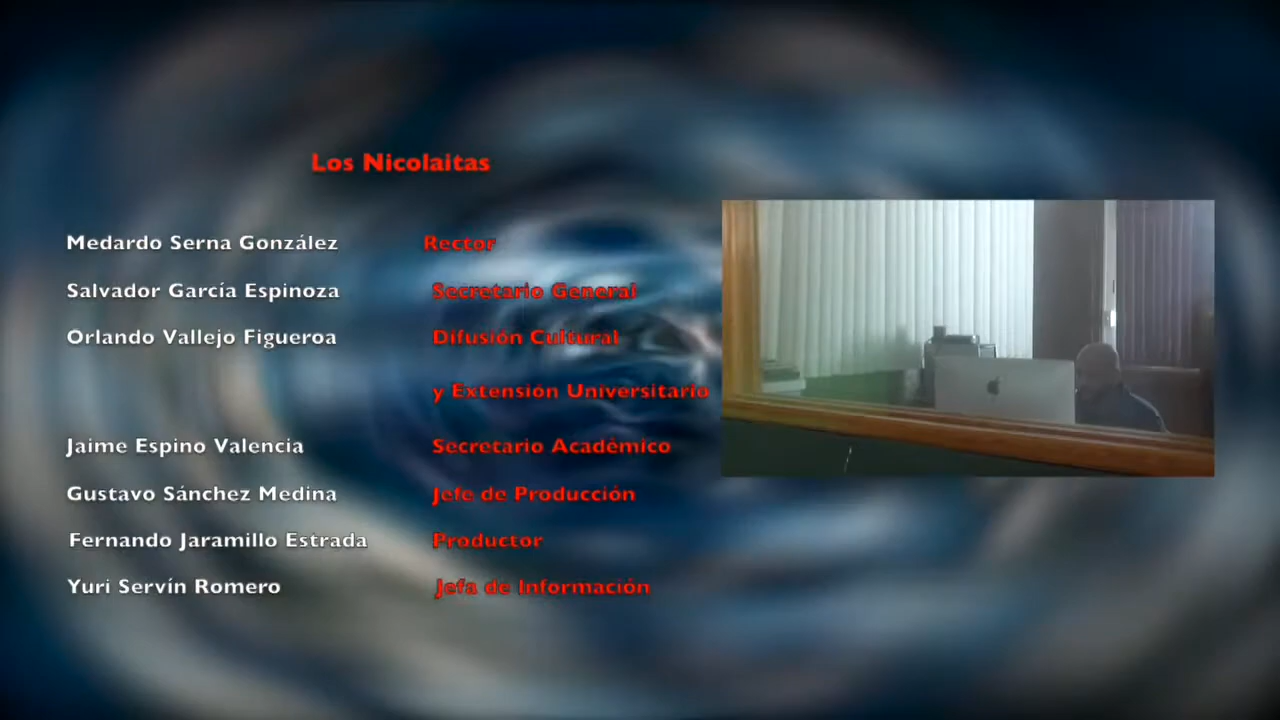 Los Nicolaitas
Medardo Serna González Rector
Salvador García Espinoza Secretario General
Orlando Vallejo Figueroa Difusión Cultural
y Extensión Universitario
Jaime Espino Valencia Secretario Acadèmico
Gustavo Sánchez Medina Jefe de Producción
Fernando Jaramillo Estrada Productor
Yuri Servín Romero Jefa de Información